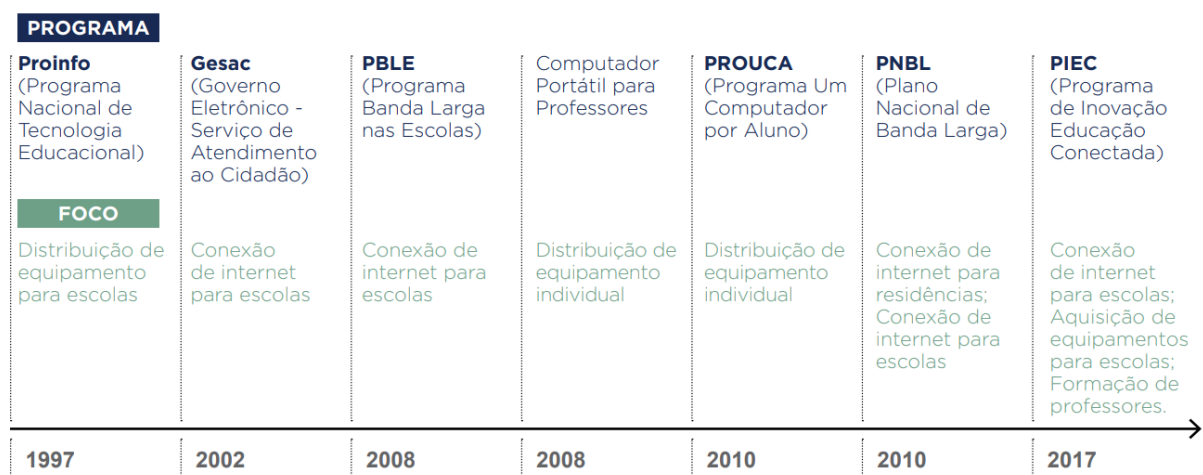 PROGRAMA
Proinfo
(Programa
Nacional de
Tecnologia
Educacional)
Gesac
(Governo
Eletrônico -
Serviço de
Atendimento
ao Cidadão)
PBLE
(Programa
Banda Larga
nas Escolas)
Computador
Portátil para
Professores
PROUCA
(Programa Um
Computador
por Aluno)
PNBL
(Plano
Nacional de
Banda Larga)
PIEC
(Programa
de Inovação
Educação
Conectada)
FOCO
Distribuição de
equipamento
para escolas
Conexão
de internet
para escolas
Conexão de
internet para
escolas
Distribuição de
equipamento
individual
Distribuição de
equipamento
individual
Conexão de
internet para
residências;
Conexão de
internet para
escolas
Conexão
de internet
para escolas;
Aquisição de
equipamentos
para escolas;
Formação de
professores.
1997
2002
2008
2008
2010
2010
2017